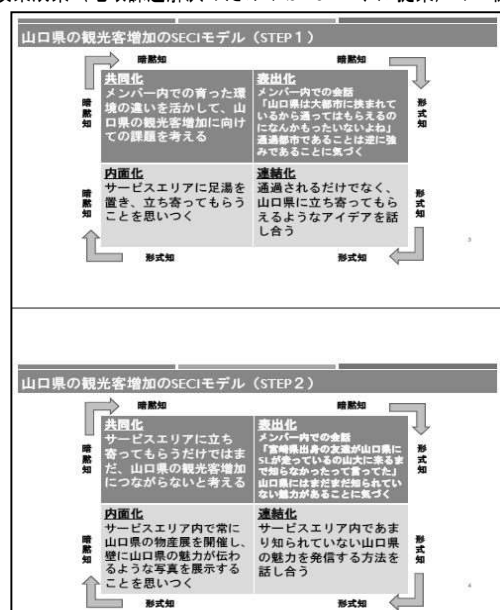 山口県の観光客増加のSECIモデル（STEP１）
暗黙知
暗黙知
共同化
メンバー内での育った環
境の違いを活かして、山
口県の観光客増加に向け
ての課題を考える
表出化
メンバー内での会話
「山口県は大都市に挟まれて
いるから通ってはもらえるの
になんかもったいないよね」
通過都市であることは逆に強
みであることに気づく
暗黙知
形式知
内面化
サービスエリアに足湯を
置き、立ち寄ってもらう
ことを思いつく
連結化
通過されるだけでなく、
山口県に立ち寄ってもら
えるようなアイデアを話
し合う
暗黙知
形式知
形式知
形式知
3
山口県の観光客増加のSECIモデル（STEP２）
暗黙知
暗黙知
共同化
サービスエリアに立ち
寄ってもらうだけではま
だ、山口県の観光客増加
につながらないと考える
表出化
メンバー内での会話
「宮崎県出身の友達が山口県に
SLが走っているの山大に来るま
で知らなかったって言ってた」
山口県にはまだまだ知られてい
ない魅力があることに気づく
暗黙知
形式知
内面化
サービスエリア内で常に
山口県の物産展を開催し、
壁に山口県の魅力が伝わ
るような写真を展示する
ことを思いつく
連結化
サービスエリア内であま
り知られていない山口県
の魅力を発信する方法を
話し合う
暗黙知
形式知
形式知
形式知
4